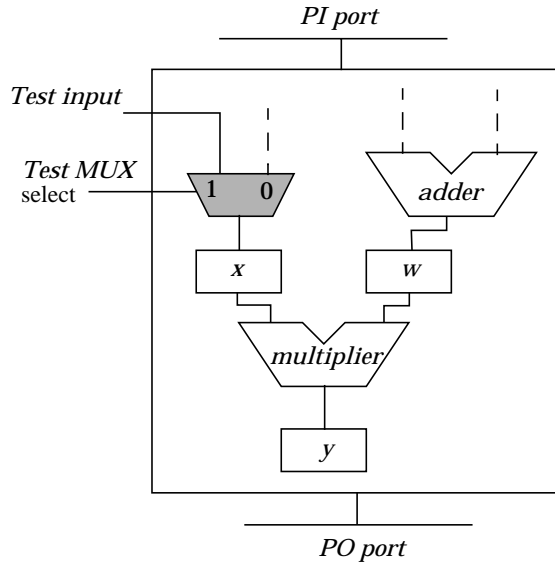 PI port
Test input
Test MUX
select
1 0
adder
x
w
multiplier
y
PO port